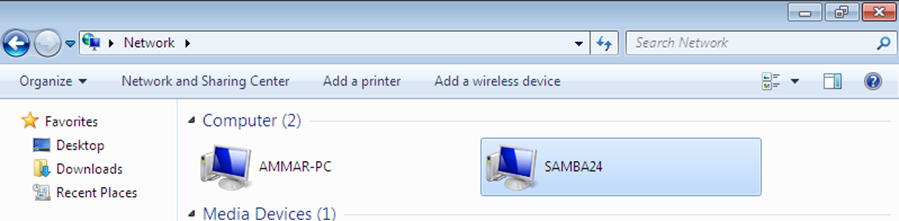 Network
Search Network
Organize Network and Sharing Center Add a printer Add a wireless device
Favorites
Desktop
Downloads
Recent Places
Computer (2)
AMMAR-PC SAMBA24
Media Devices (1)